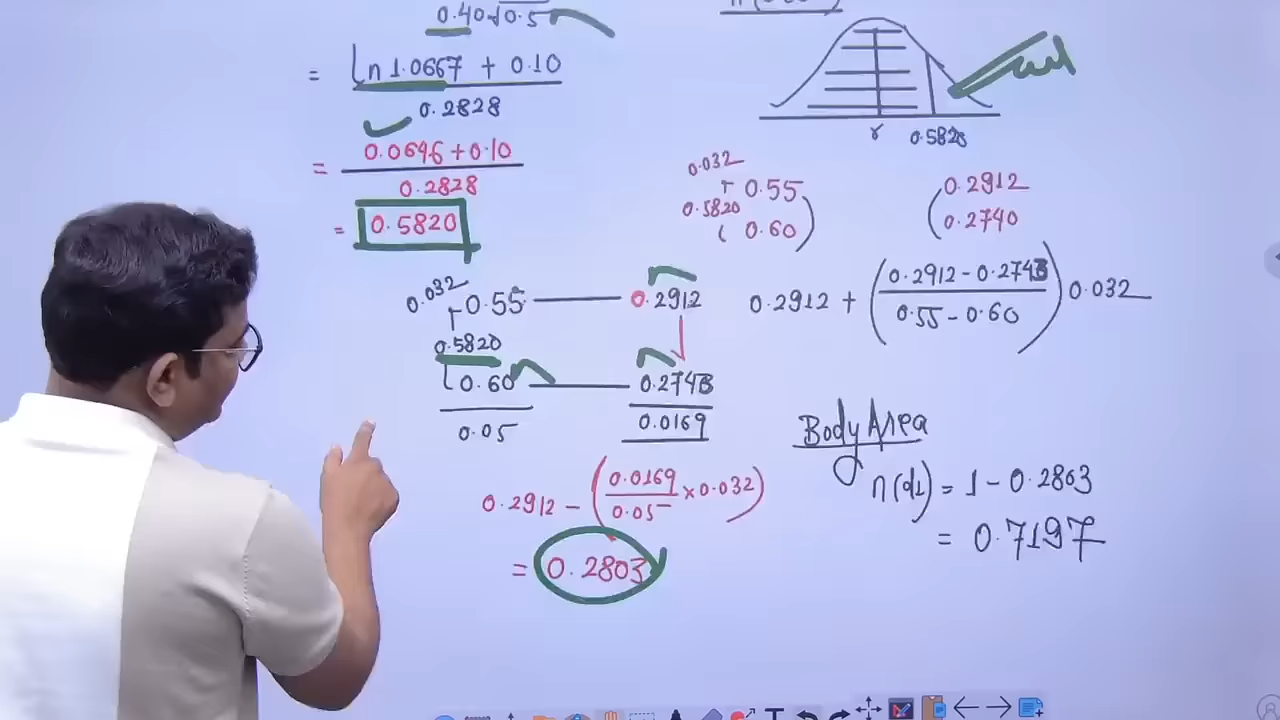 0.40√0.5
= ln 1.0667 + 0.10
0.2828
= 0.0646 + 0.10
0.2828
= 0.5820
0.032
0.55 — 0.2912
0.5820
0.60 — 0.2743
0.05 0.0169
0.2912 - (0.0169 / 0.05 × 0.032)
= 0.2803
0.5820
cut
0.032
0.55
0.5820
0.60
0.2912
0.2740
0.2912 + (0.2912 - 0.2743 / 0.55 - 0.60) 0.032
Body Area
n(d1) = 1 - 0.2803
= 0.7197